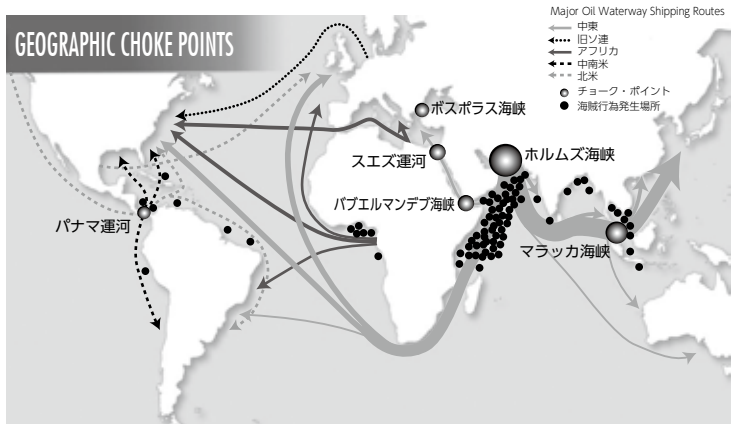 GEOGRAPHIC CHOKE POINTS
Major Oil Waterway Shipping Routes
中東
旧ソ連
アフリカ
中南米
北米
チョーク・ポイント
海賊行為発生場所
ボスポラス海峡
スエズ運河
ホルムズ海峡
バブエルマンデブ海峡
パナマ運河
マラッカ海峡